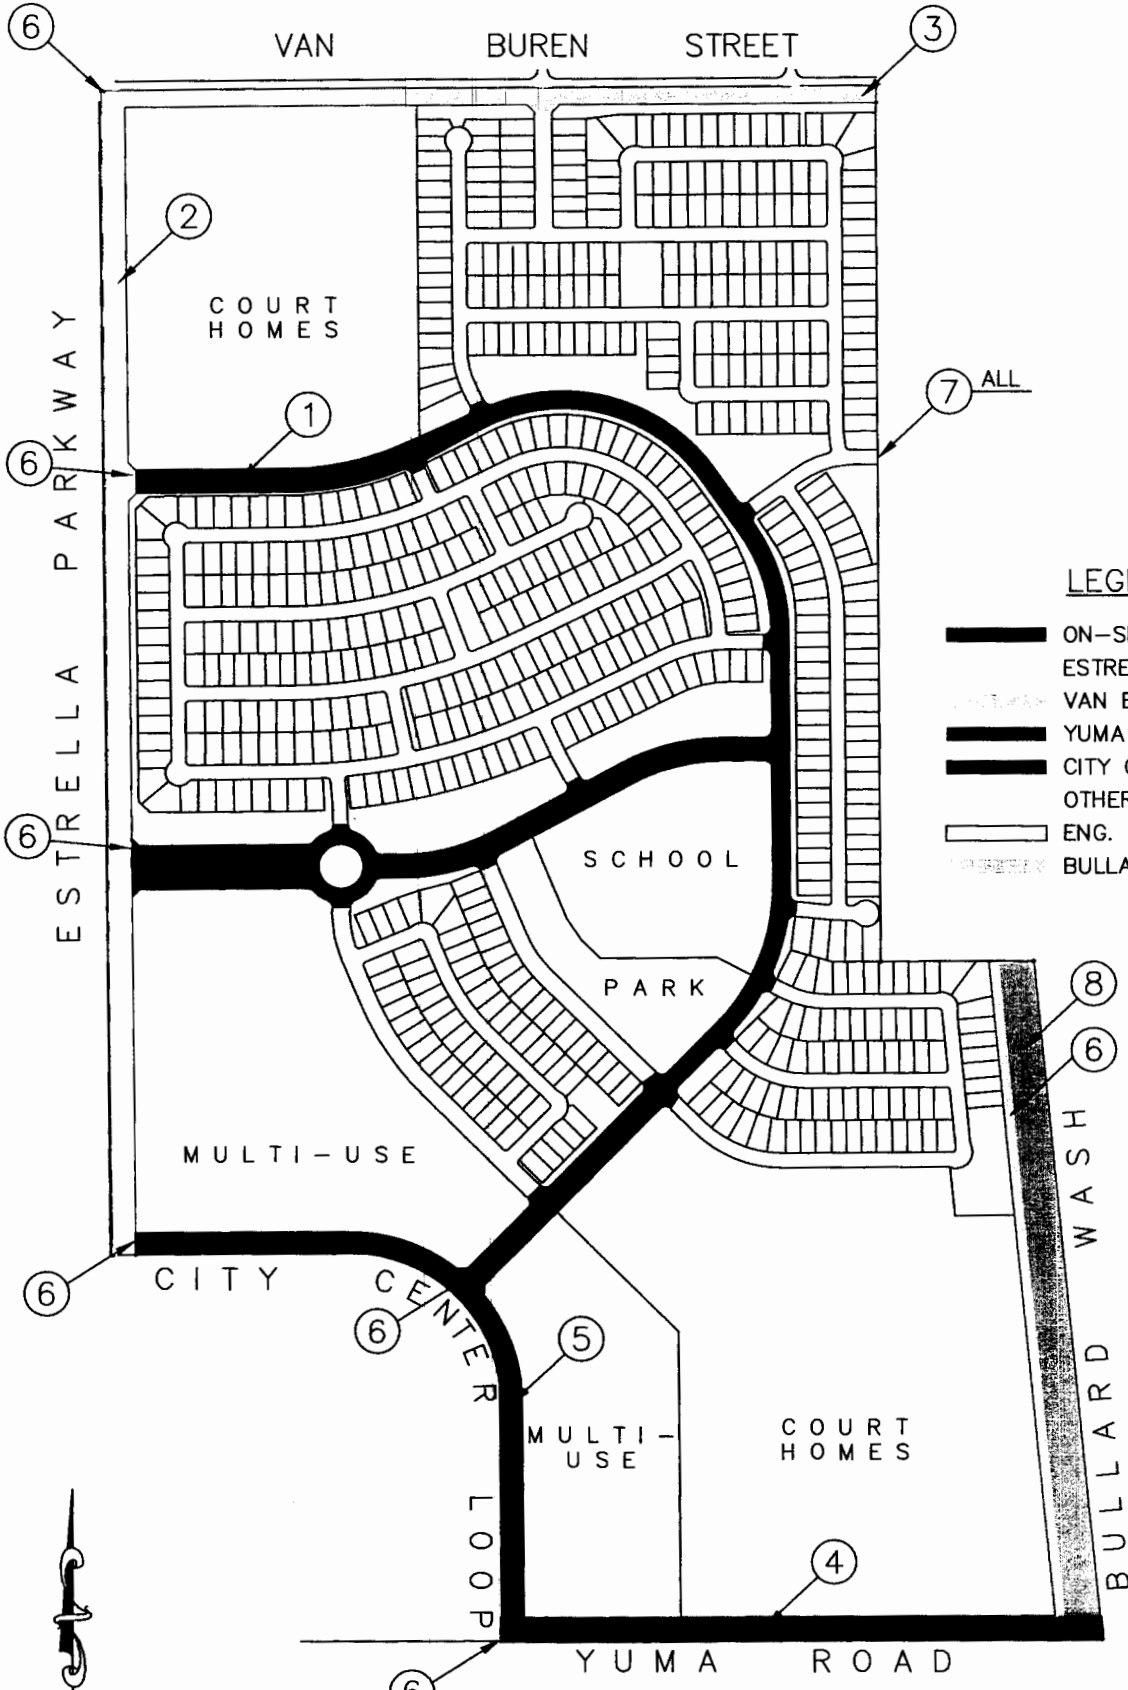 6
VAN BUREN STREET
3
2
COURT
HOMES
ESTRELLA PARKWAY
1
7 ALL
6
ON-S
ESTRE
VAN B
YUMA
CITY
OTHER
ENG.
BULLA
6
SCHOOL
PARK
8
6
MULTI-USE
BULLARD WASH
6
CITY CENTER LOOP
6
5
MULTI-
USE
COURT
HOMES
4
YUMA ROAD
6